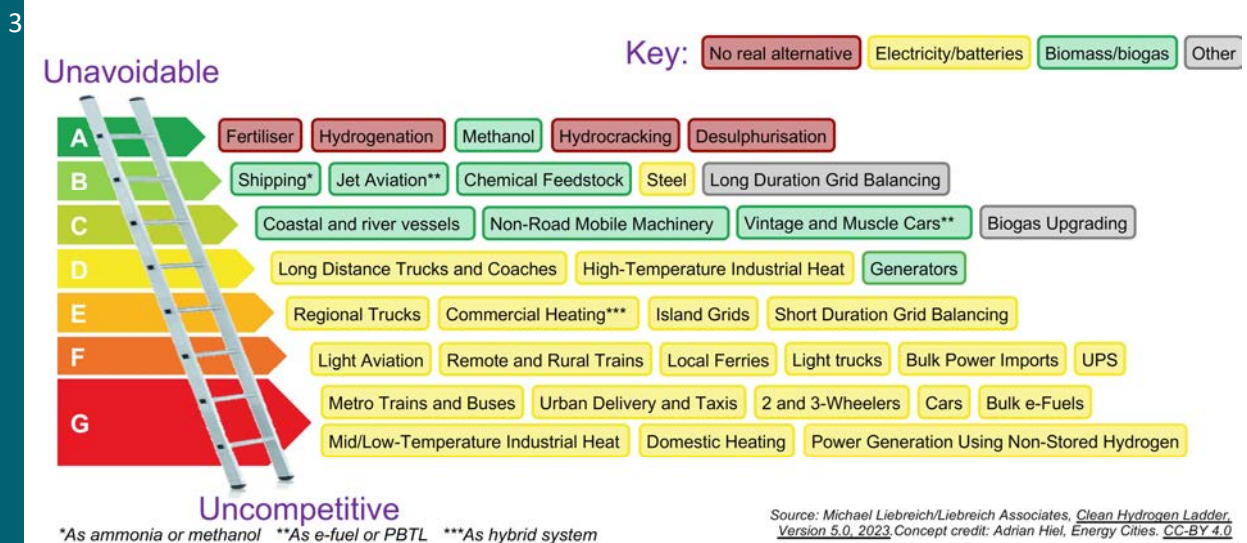 3
Key: No real alternative Electricity/batteries Biomass/biogas Other
Unavoidable
A Fertiliser Hydrogenation Methanol Hydrocracking Desulphurisation
B Shipping* Jet Aviation** Chemical Feedstock Steel Long Duration Grid Balancing
C Coastal and river vessels Non-Road Mobile Machinery Vintage and Muscle Cars** Biogas Upgrading
D Long Distance Trucks and Coaches High-Temperature Industrial Heat Generators
E Regional Trucks Commercial Heating*** Island Grids Short Duration Grid Balancing
F Light Aviation Remote and Rural Trains Local Ferries Light trucks Bulk Power Imports UPS
G Metro Trains and Buses Urban Delivery and Taxis 2 and 3-Wheelers Cars Bulk e-Fuels
Mid/Low-Temperature Industrial Heat Domestic Heating Power Generation Using Non-Stored Hydrogen
Uncompetitive
*As ammonia or methanol **As e-fuel or PBTL ***As hybrid system
Source: Michael Liebreich/Liebreich Associates, Clean Hydrogen Ladder,
Version 5.0, 2023.Concept credit: Adrian Hiel, Energy Cities. CC-BY 4.0